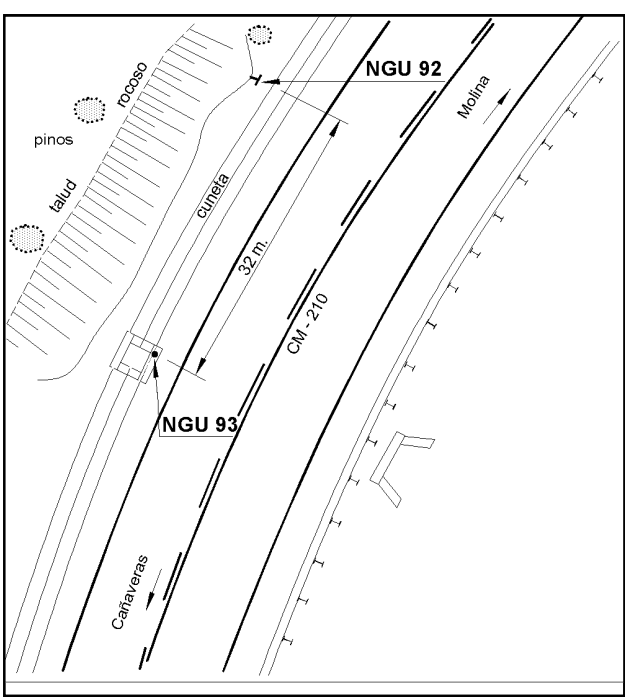 NGU 92
Molina
rocoso
pinos
talud
cuneta
32 m.
CM - 210
NGU 93
Cañaveras